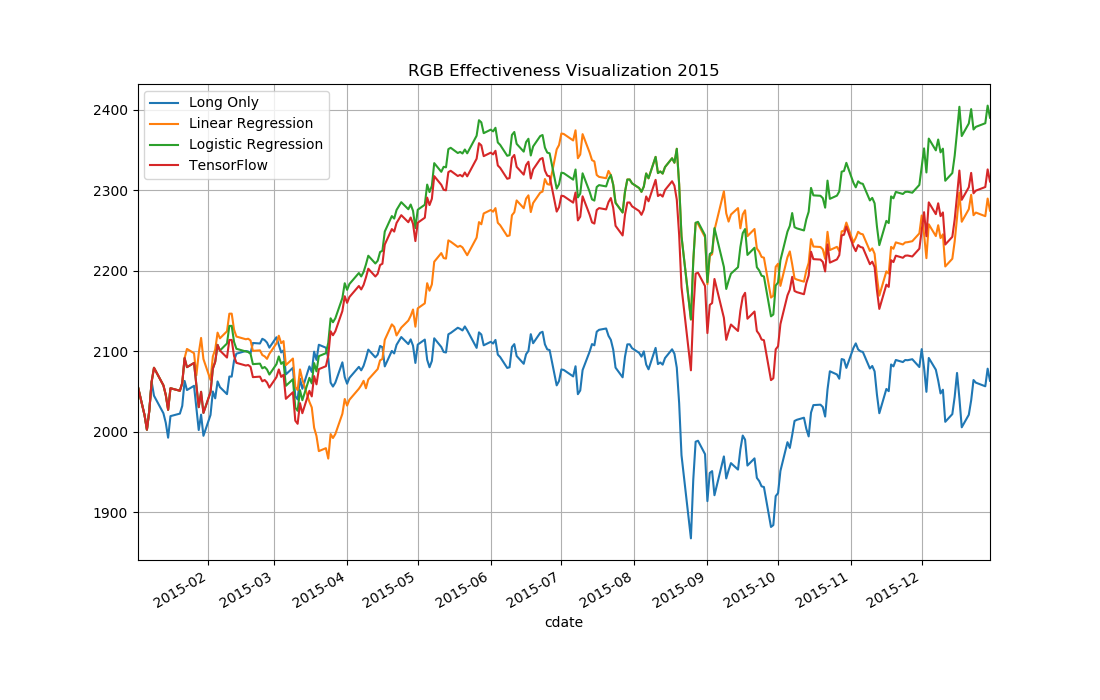 RGB Effectiveness Visualization 2015
Long Only
Linear Regression
Logistic Regression
TensorFlow
2400
2300
2200
2100
2000
1900
2015-02
2015-03
2015-04
2015-05
2015-06
2015-07
2015-08
2015-09
2015-10
2015-11
2015-12
cdate